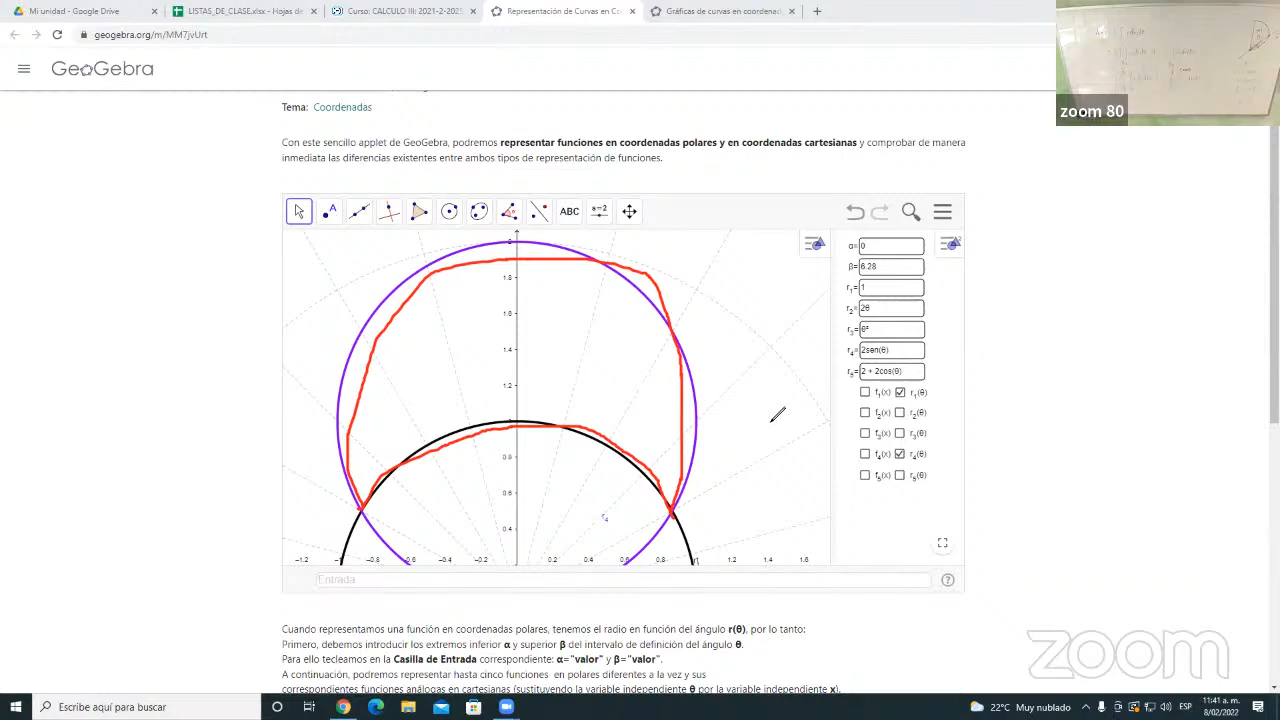 Mi unidad - Google Drive
LISTAS_DE_CLASE.xlsx - Hojas de
Curso: CALCULO III: 2021-2-2025
Representación de Curvas en Co
Gráficas de curvas en coordenad
geogebra.org/m/MM7jvUrt
GeoGebra
zoom 80
Tema: Coordenadas
Con este sencillo applet de GeoGebra, podremos representar funciones en coordenadas polares y en coordenadas cartesianas y comprobar de manera
inmediata las diferencias existentes entre ambos tipos de representación de funciones.
A
ABC
a=2
α= 0
β= 6.28
r₁= 1
r₂= 2θ
r₃= θ²
r₄= 2sen(θ)
r₅= 2 + 2cos(θ)
f₁(x) r₁(θ)
f₂(x) r₂(θ)
f₃(x) r₃(θ)
f₄(x) r₄(θ)
f₅(x) r₅(θ)
2
1.8
1.6
1.4
1.2
1
0.8
0.6
0.4
r₄
−1.2 −1 −0.8 −0.6 −0.4 −0.2 0.2 0.4 0.6 0.8 1.2 1.4 1.6
Entrada
Cuando representamos una función en coordenadas polares, tenemos el radio en función del ángulo r(θ), por lo tanto:
Primero, debemos introducir los extremos inferior α y superior β del intervalo de definición del ángulo θ.
Para ello tecleamos en la Casilla de Entrada correspondiente: α="valor" y β="valor".
A continuación, podremos representar hasta cinco funciones en polares diferentes a la vez y sus
correspondientes funciones análogas en cartesianas (sustituyendo la variable independiente θ por la variable independiente x).
zoom
Escribe aquí para buscar
22°C Muy nublado
ESP
11:41 a. m.
8/02/2022